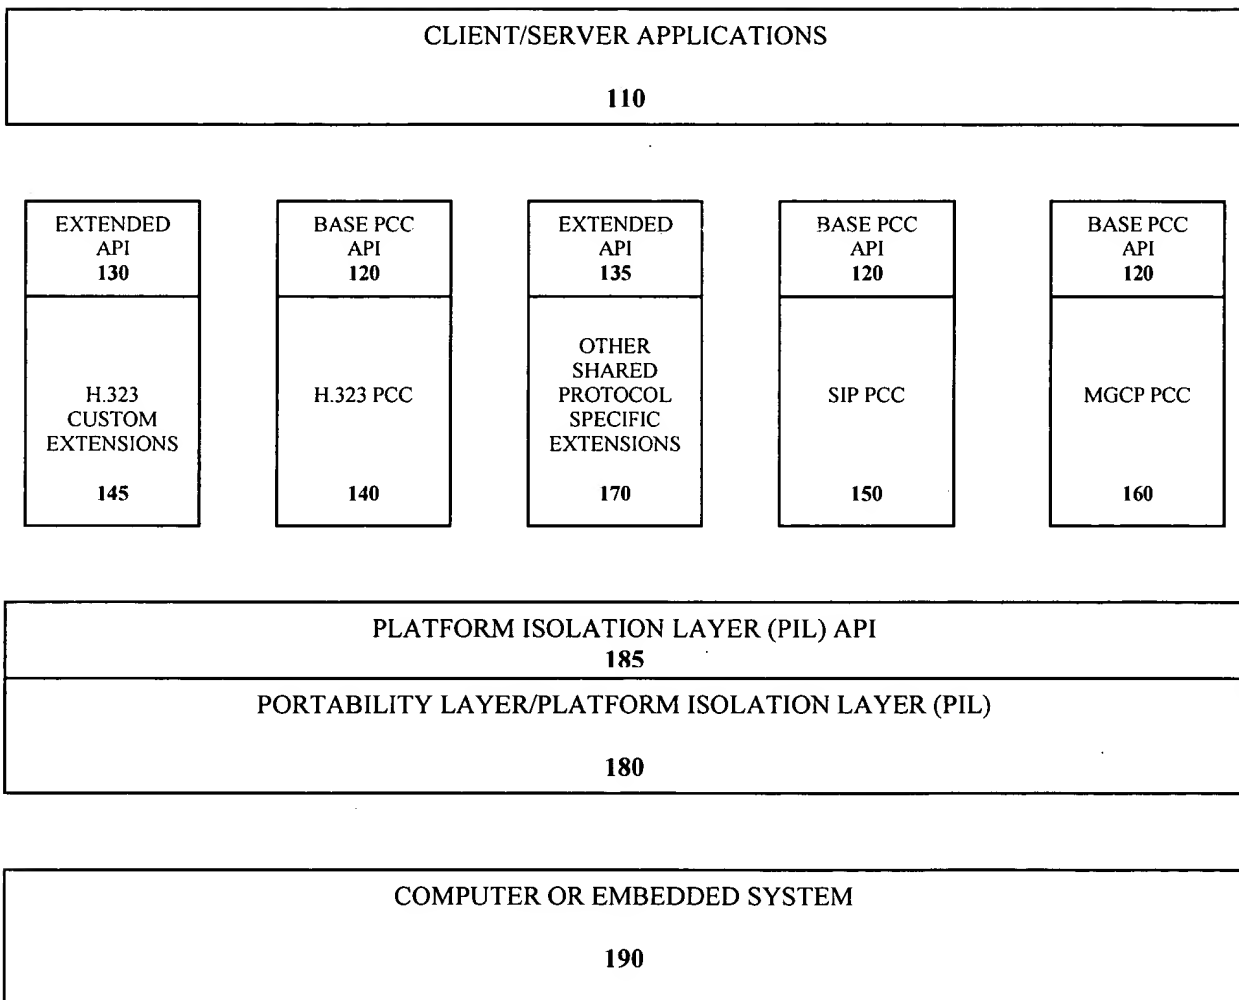 CLIENT/SERVER APPLICATIONS
110
EXTENDED
API
130
H.323
CUSTOM
EXTENSIONS
145
BASE PCC
API
120
H.323 PCC
140
EXTENDED
API
135
OTHER
SHARED
PROTOCOL
SPECIFIC
EXTENSIONS
170
BASE PCC
API
120
SIP PCC
150
BASE PCC
API
120
MGCP PCC
160
PLATFORM ISOLATION LAYER (PIL) API
185
PORTABILITY LAYER/PLATFORM ISOLATION LAYER (PIL)
180
COMPUTER OR EMBEDDED SYSTEM
190